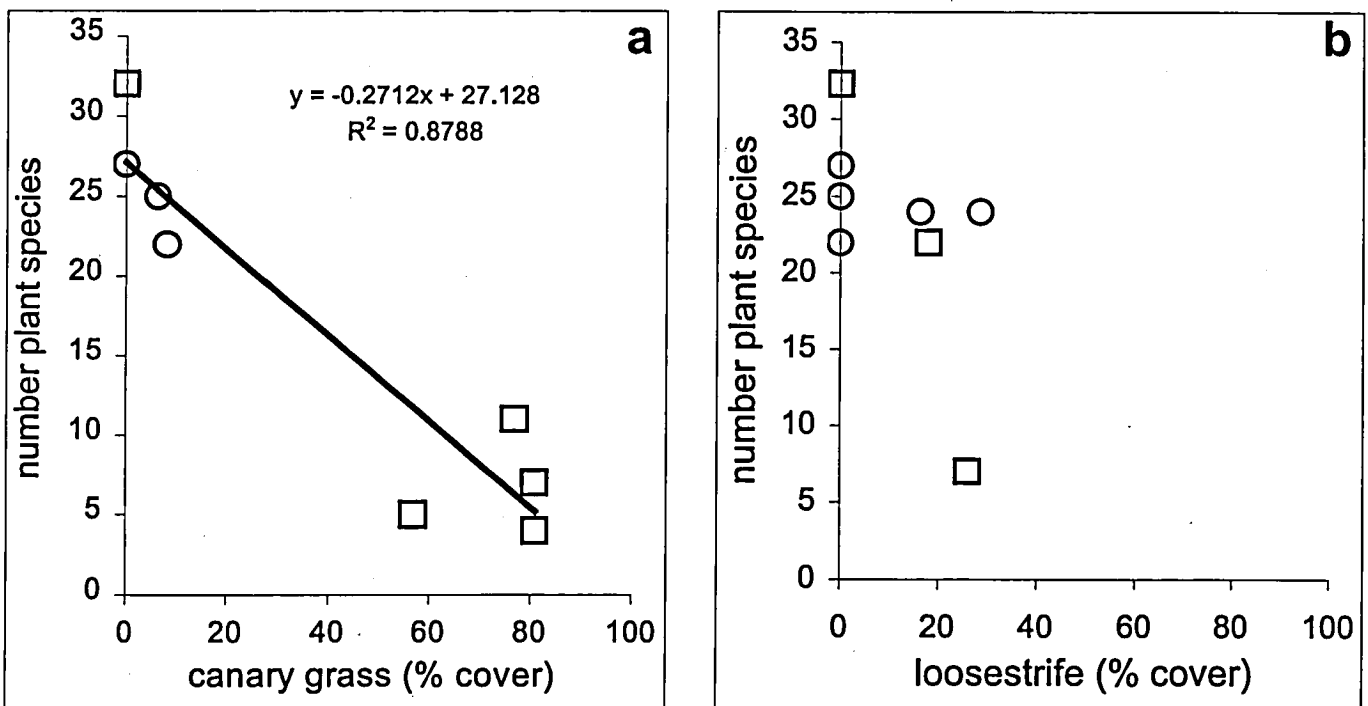 a
y = -0.2712x + 27.128
R² = 0.8788
number plant species
35
30
25
20
15
10
5
0
0 20 40 60 80 100
canary grass (% cover)
b
number plant species
35
30
25
20
15
10
5
0
0 20 40 60 80 100
loosestrife (% cover)